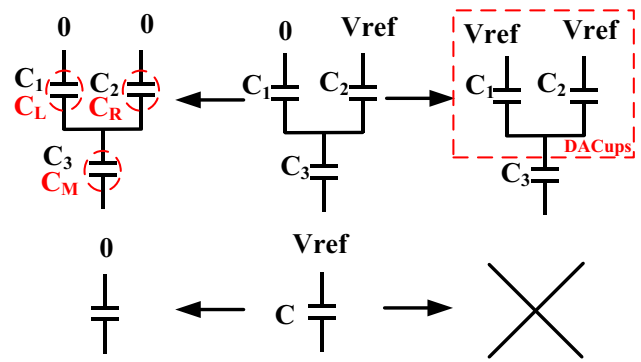 0 0 0 Vref Vref Vref
C1 C2 C1 C2 C1 C2
CL CR
DACups
C3 C3 C3
CM
0 Vref
C